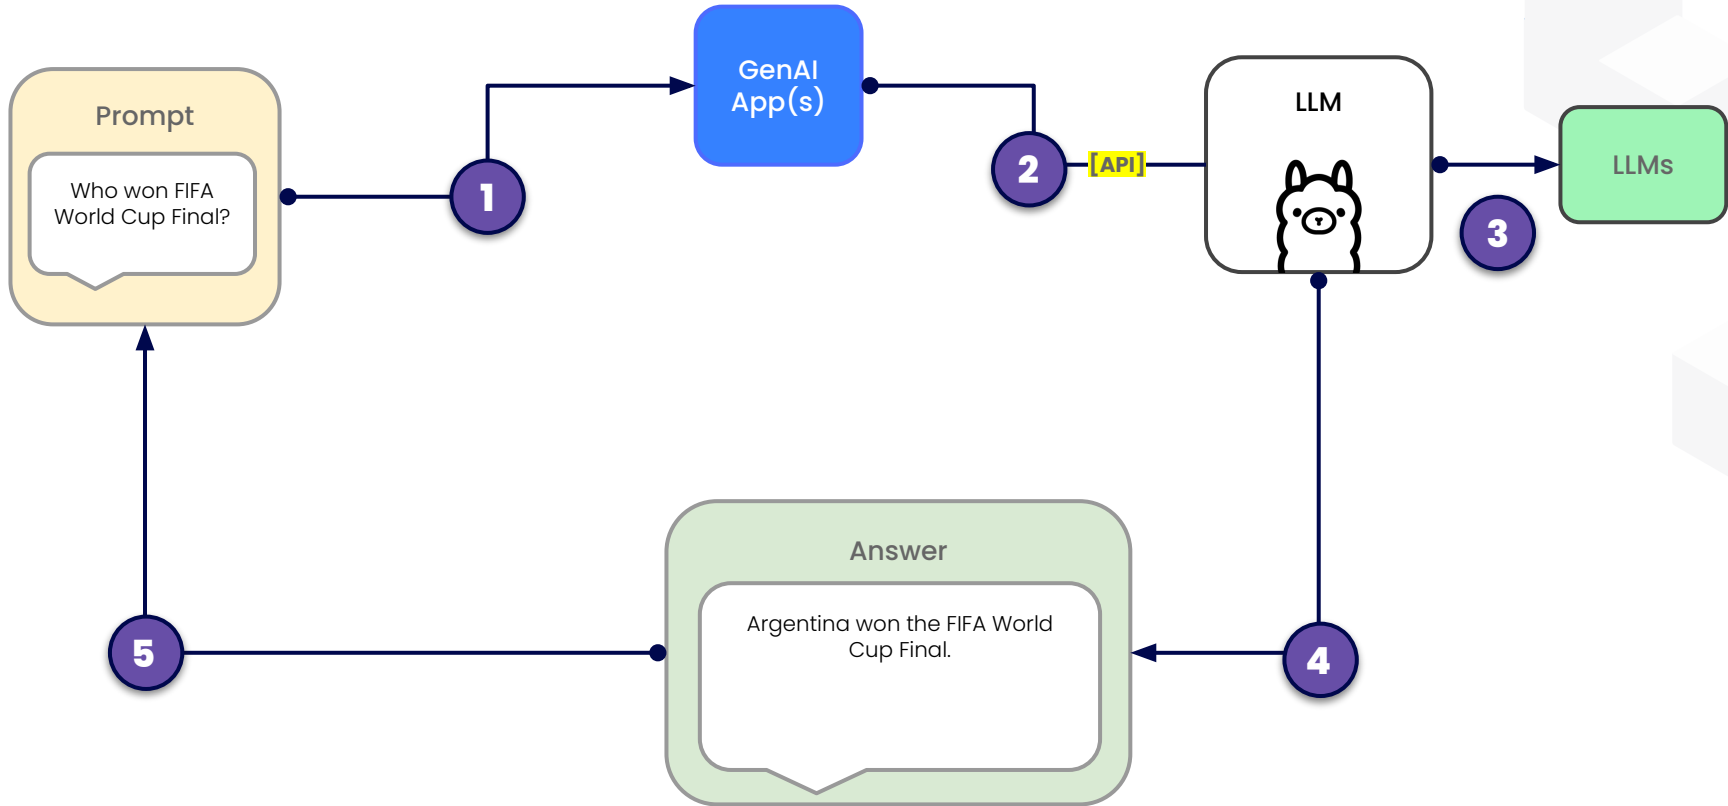 Prompt
Who won FIFA
World Cup Final?
1
GenAI
App(s)
2
[API]
LLM
3
LLMs
4
Answer
Argentina won the FIFA World
Cup Final.
5